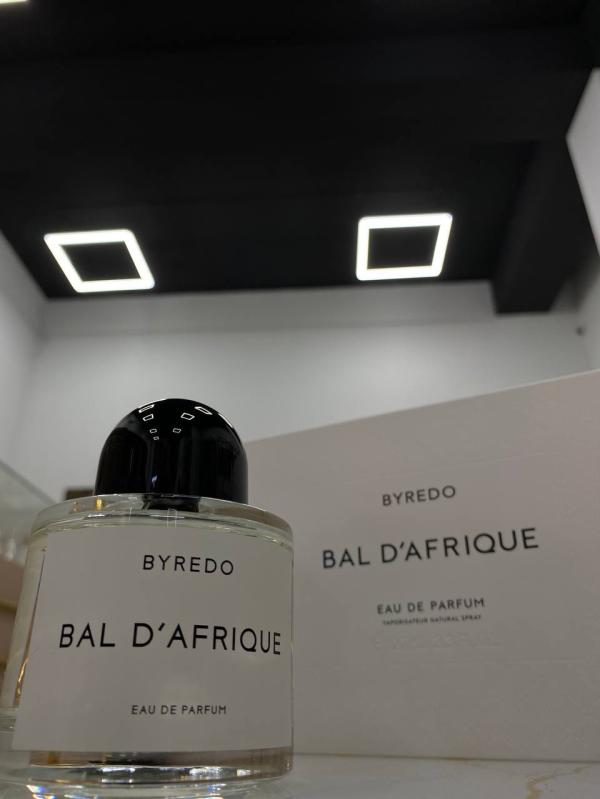 BYREDO
BAL D'AFRIQUE
EAU DE PARFUM
BYREDO
BAL D'AFRIQUE
EAU DE PARFUM
VAPORISATEUR NATURAL SPRAY